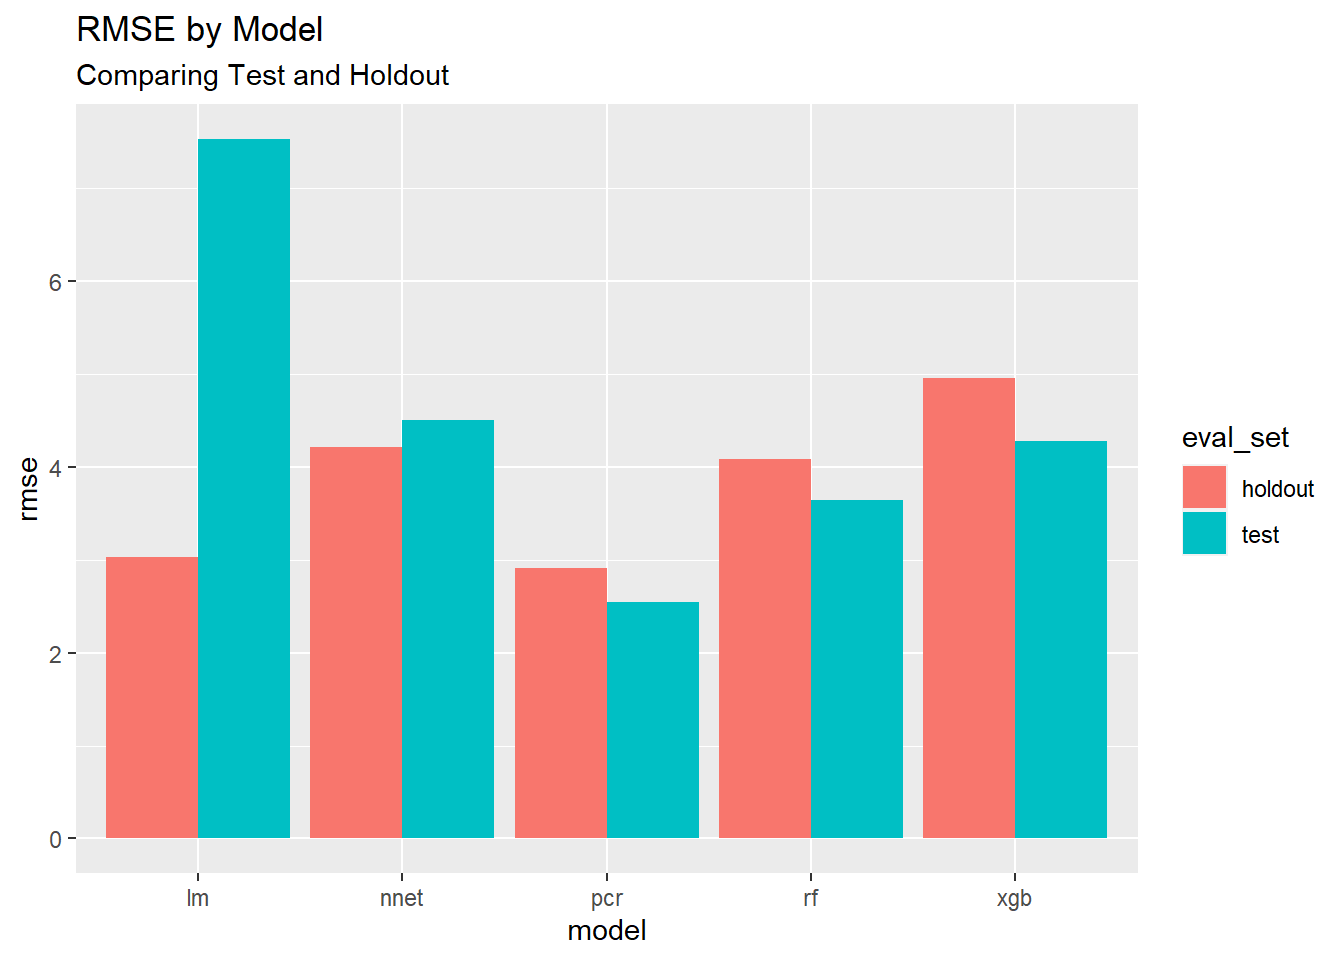 RMSE by Model
Comparing Test and Holdout
6
4
2
0
rmse
lm nnet pcr rf xgb
model
eval_set
holdout
test